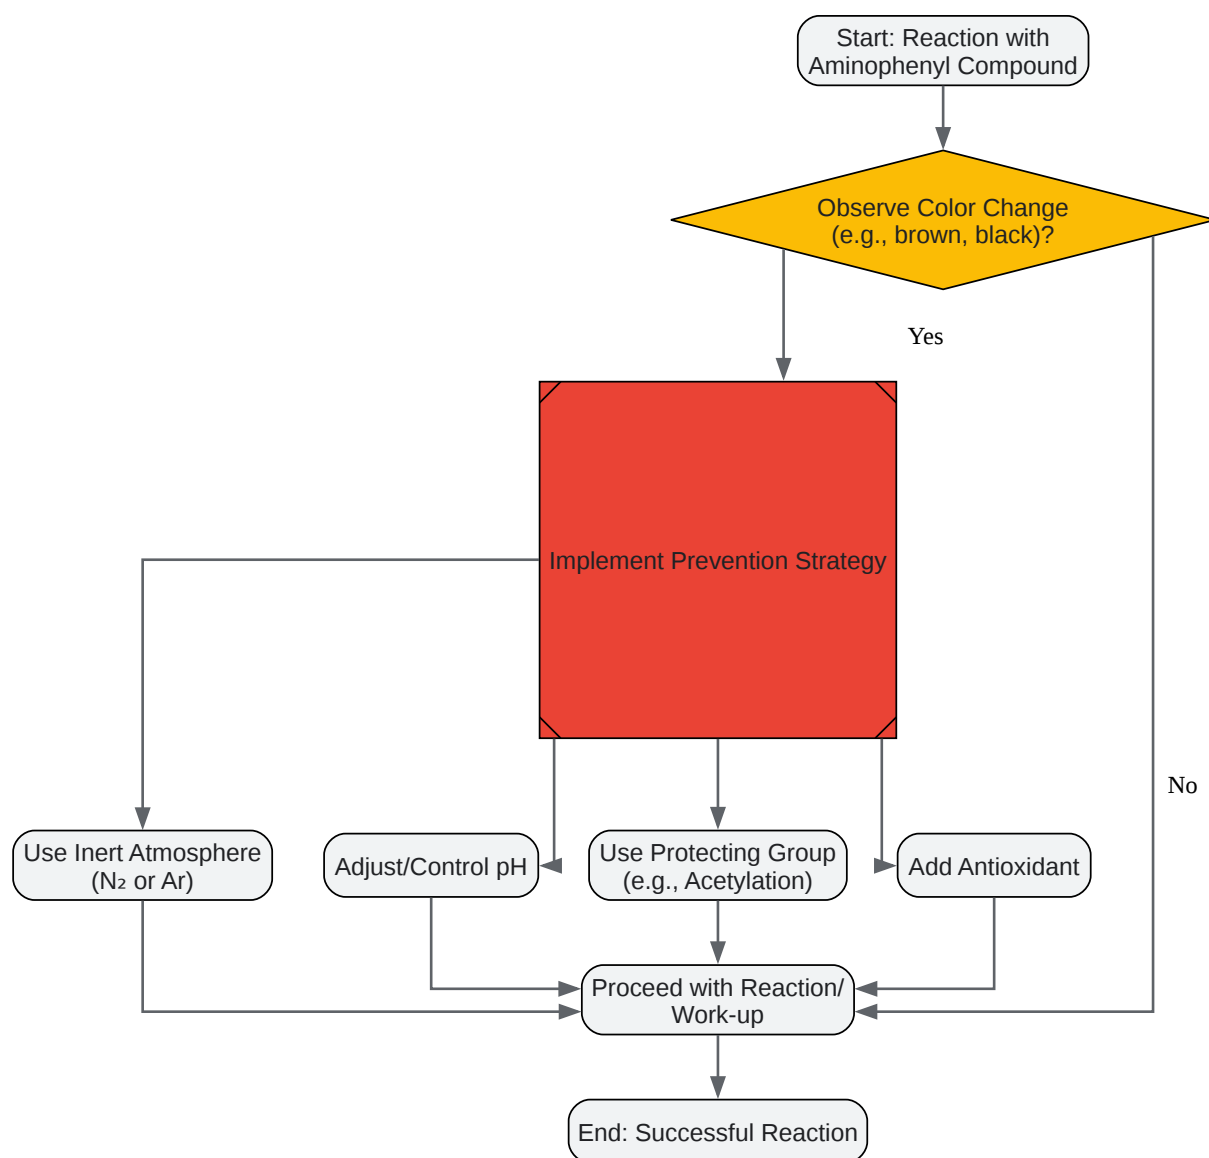 Start: Reaction with
Aminophenyl Compound
Observe Color Change
(e.g., brown, black)?
Yes
Implement Prevention Strategy
No
Use Inert Atmosphere
(N₂ or Ar)
Adjust/Control pH
Use Protecting Group
(e.g., Acetylation)
Add Antioxidant
Proceed with Reaction/
Work-up
End: Successful Reaction